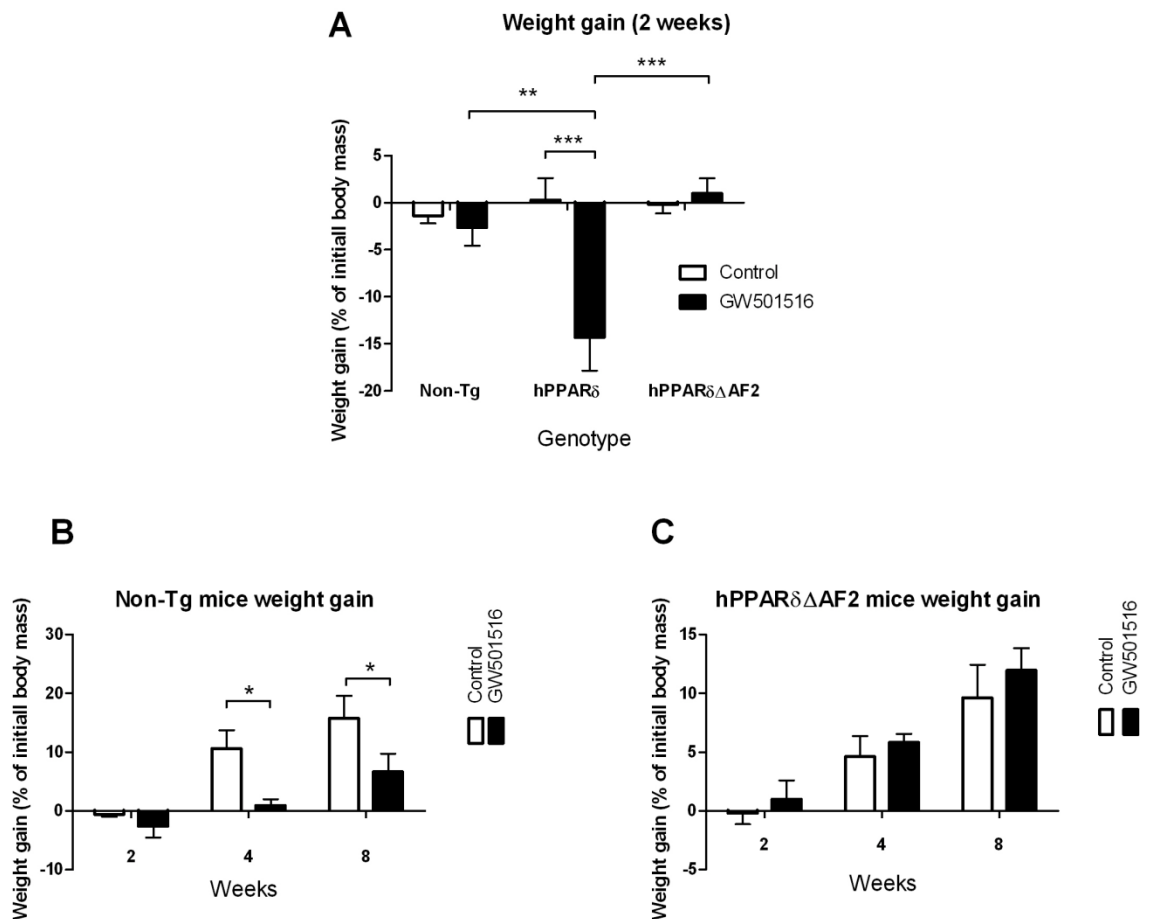 A
Weight gain (2 weeks)
***
**
***
Weight gain (% of initiall body mass)
5
0
-5
-10
-15
-20
Control
GW501516
Non-Tg
hPPARδ
hPPARδΔAF2
Genotype
B
Non-Tg mice weight gain
Weight gain (% of initiall body mass)
30
20
10
0
-10
*
*
2
4
8
Weeks
Control
GW501516
C
hPPARδΔAF2 mice weight gain
Weight gain (% of initiall body mass)
15
10
5
0
-5
2
4
8
Weeks
Control
GW501516